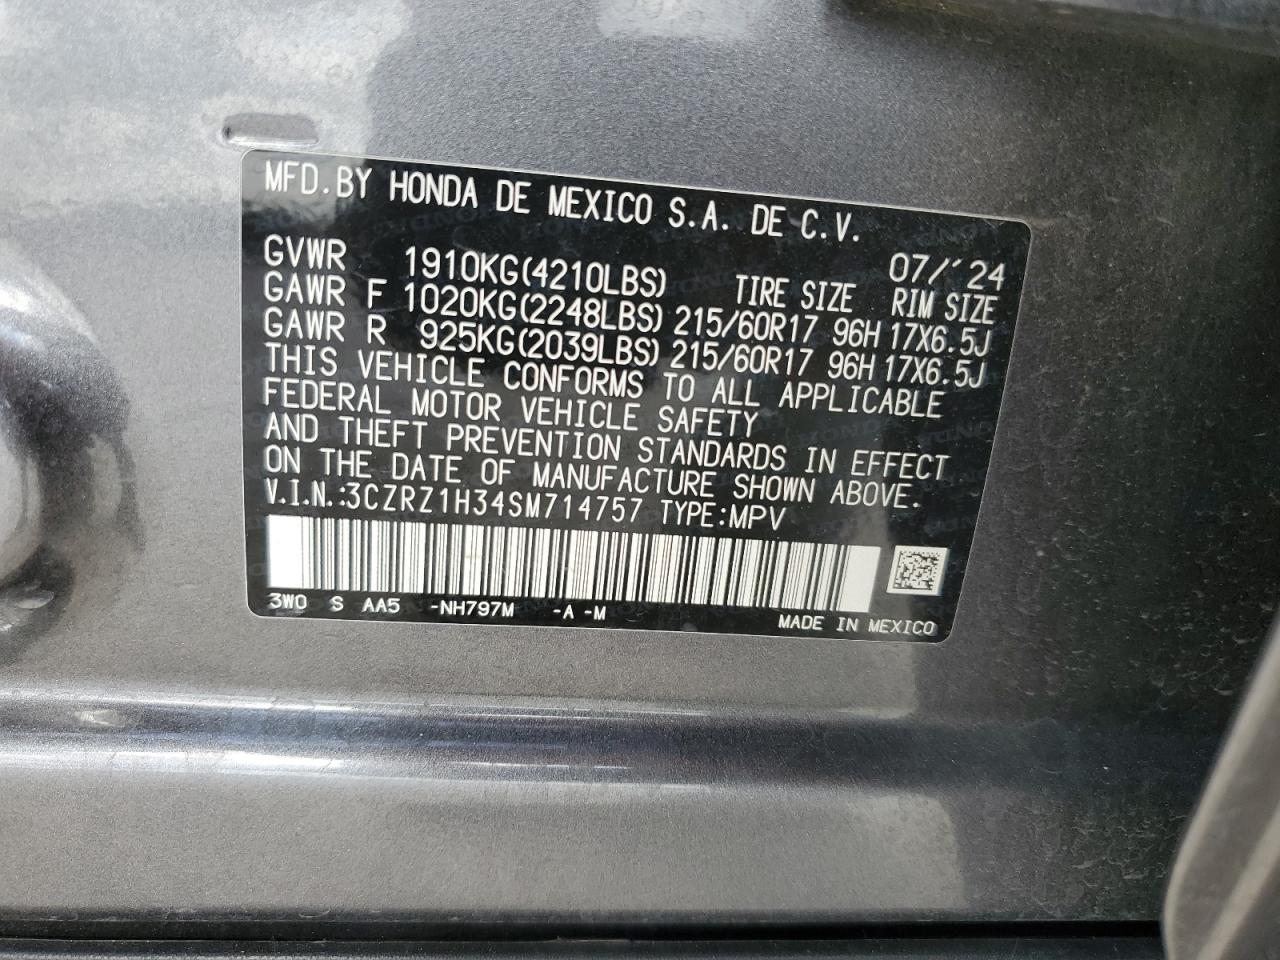 MFD.BY HONDA DE MEXICO S.A. DE C.V.
07/'24
GVWR 1910KG(4210LBS) TIRE SIZE RIM SIZE
GAWR F 1020KG(2248LBS) 215/60R17 96H 17X6.5J
GAWR R 925KG(2039LBS) 215/60R17 96H 17X6.5J
THIS VEHICLE CONFORMS TO ALL APPLICABLE
FEDERAL MOTOR VEHICLE SAFETY
AND THEFT PREVENTION STANDARDS IN EFFECT
ON THE DATE OF MANUFACTURE SHOWN ABOVE.
V.I.N.:3CZRZ1H34SM714757 TYPE:MPV
3W0 S AA5 -NH797M -A -M
MADE IN MEXICO